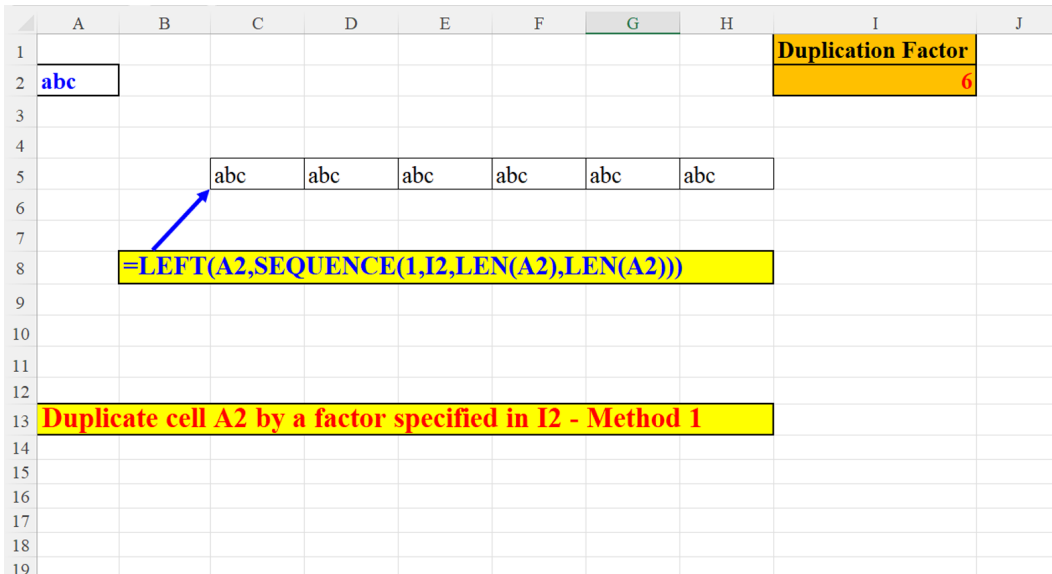 A B C D E F G H I J
1 Duplication Factor
2 abc 6
3
4
5 abc abc abc abc abc abc
6
7
8 =LEFT(A2,SEQUENCE(1,I2,LEN(A2),LEN(A2)))
9
10
11
12
13 Duplicate cell A2 by a factor specified in I2 - Method 1
14
15
16
17
18
19